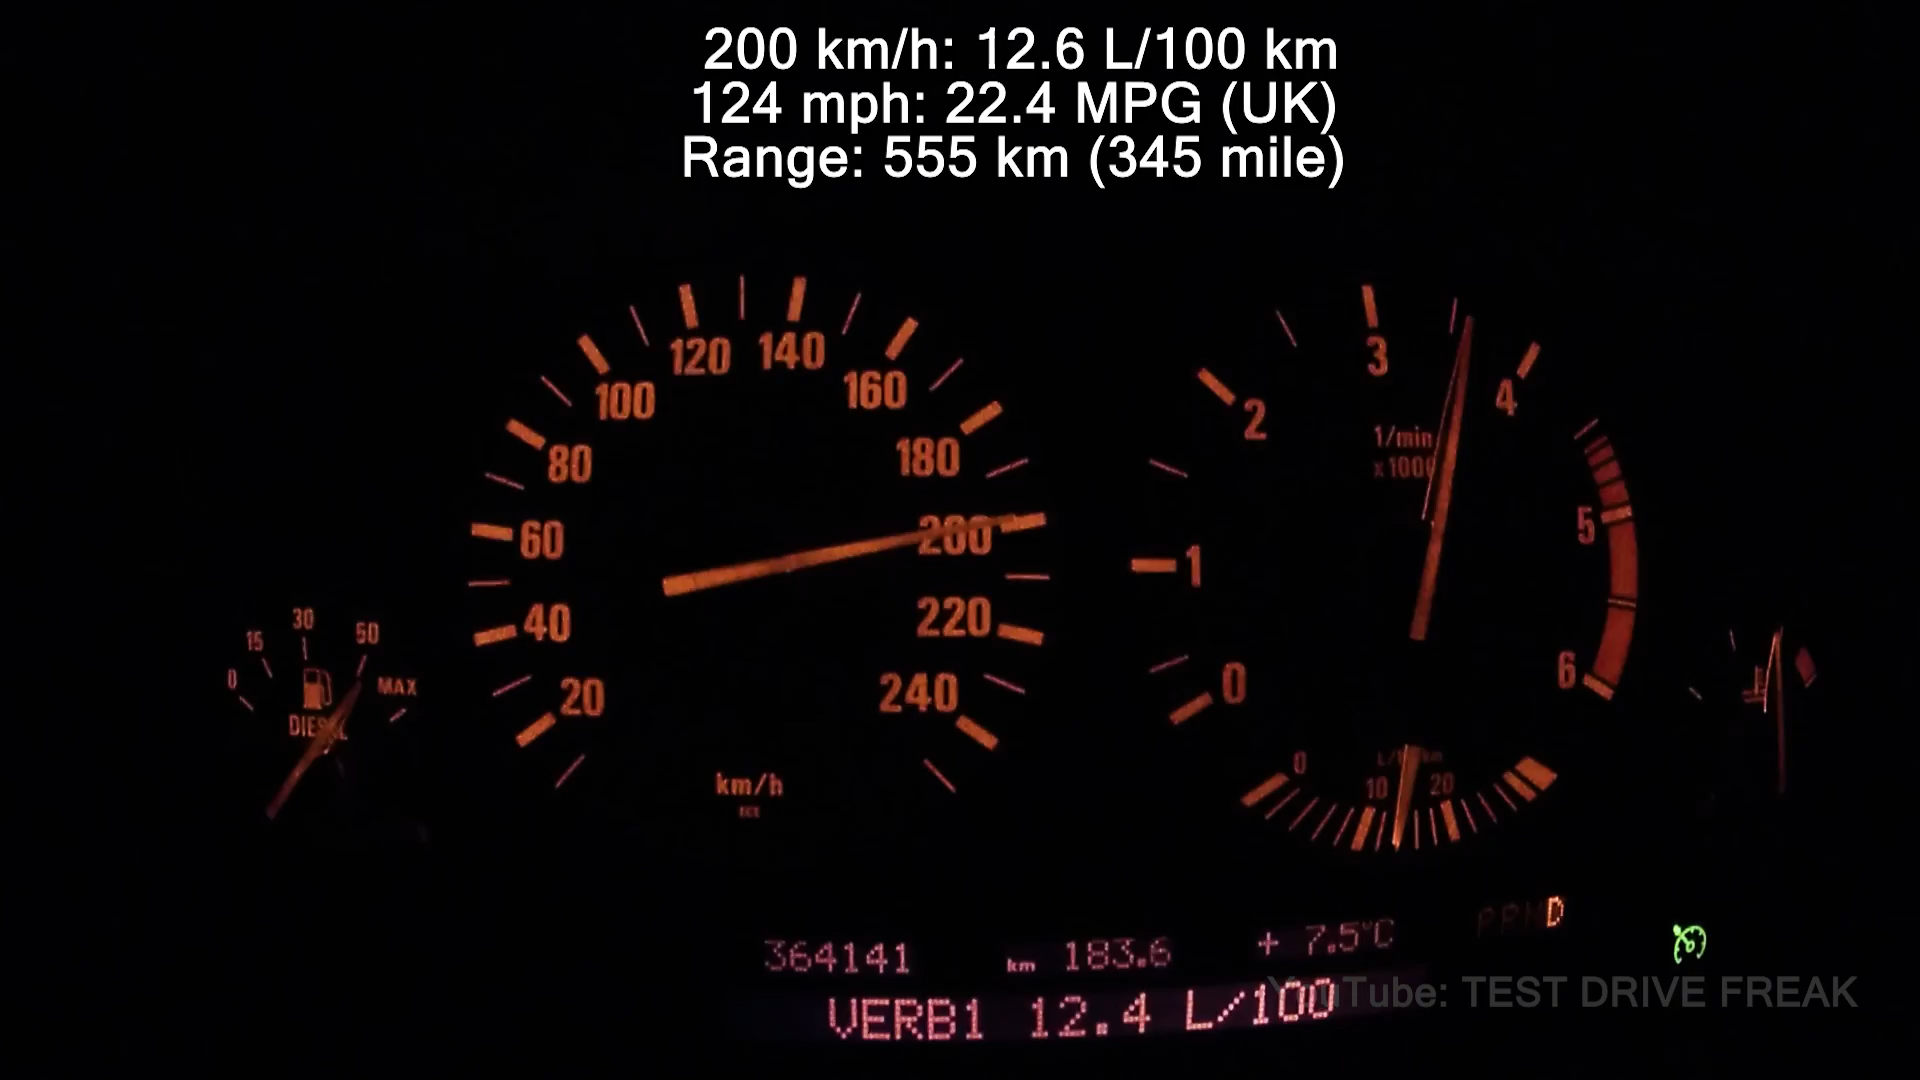 200 km/h: 12.6 L/100 km
124 mph: 22.4 MPG (UK)
Range: 555 km (345 mile)
120 140
100 160
80 180
60 200
40 220
20 240
km/h
3
2 4
1/min
x 1000
1 5
0 6
0 15 30 50 MAX
DIESEL
0 10 20
364141 km 183.6 + 7.5°C D
VERB1 12.4 L/100
YouTube: TEST DRIVE FREAK